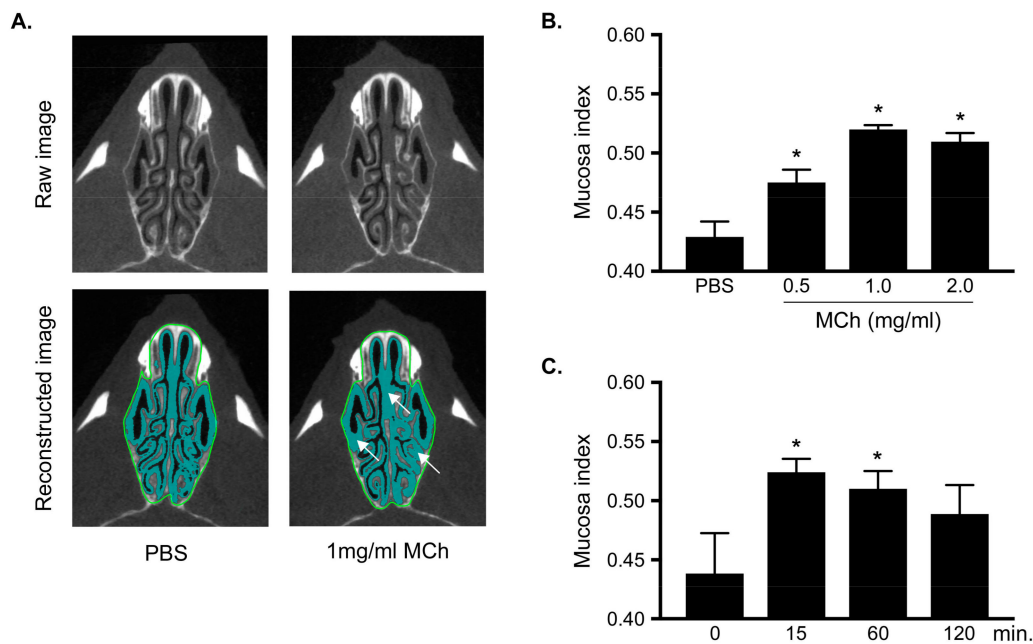 A.
Raw image
Reconstructed image
PBS
1mg/ml MCh
B.
Mucosa index
0.60
0.55
0.50
0.45
0.40
*
*
*
PBS
0.5
1.0
2.0
MCh (mg/ml)
C.
Mucosa index
0.60
0.55
0.50
0.45
0.40
*
*
0
15
60
120
min.